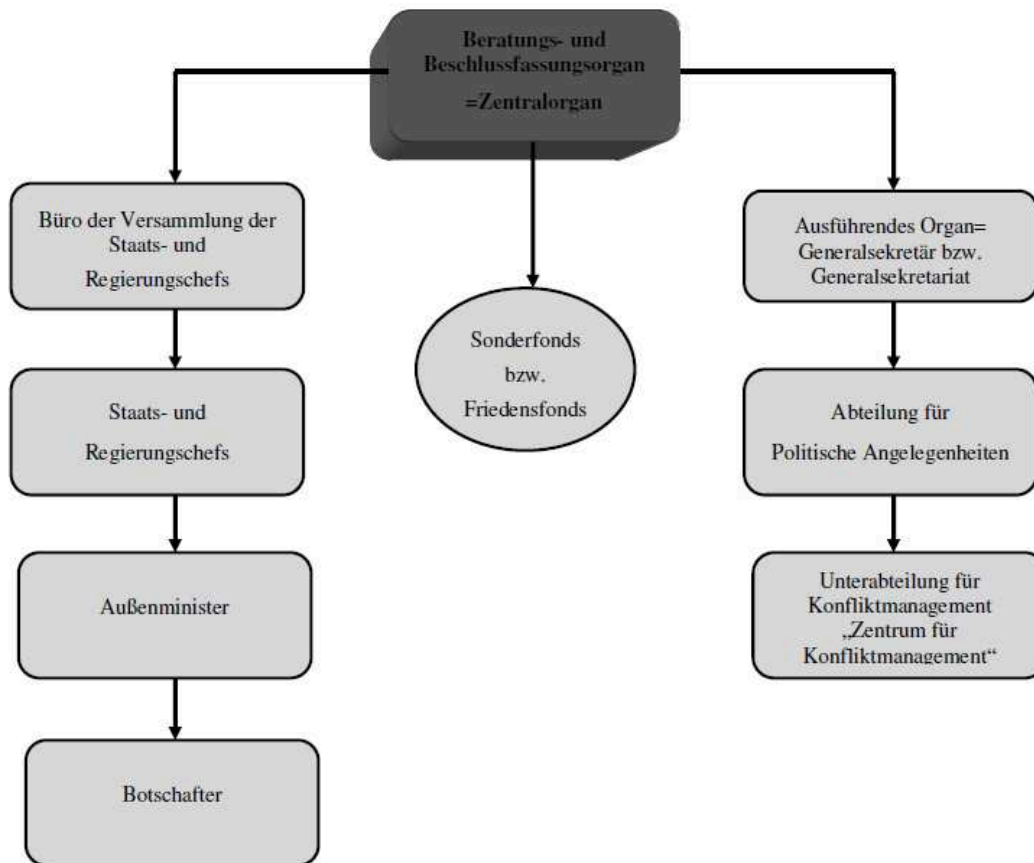 Beratungs- und
Beschlussfassungsorgan
=Zentralorgan
Büro der Versammlung der
Staats- und
Regierungschefs
Ausführendes Organ=
Generalsekretär bzw.
Generalsekretariat
Sonderfonds
bzw.
Friedensfonds
Staats- und
Regierungschefs
Abteilung für
Politische Angelegenheiten
Außenminister
Unterabteilung für
Konfliktmanagement
„Zentrum für
Konfliktmanagement“
Botschafter